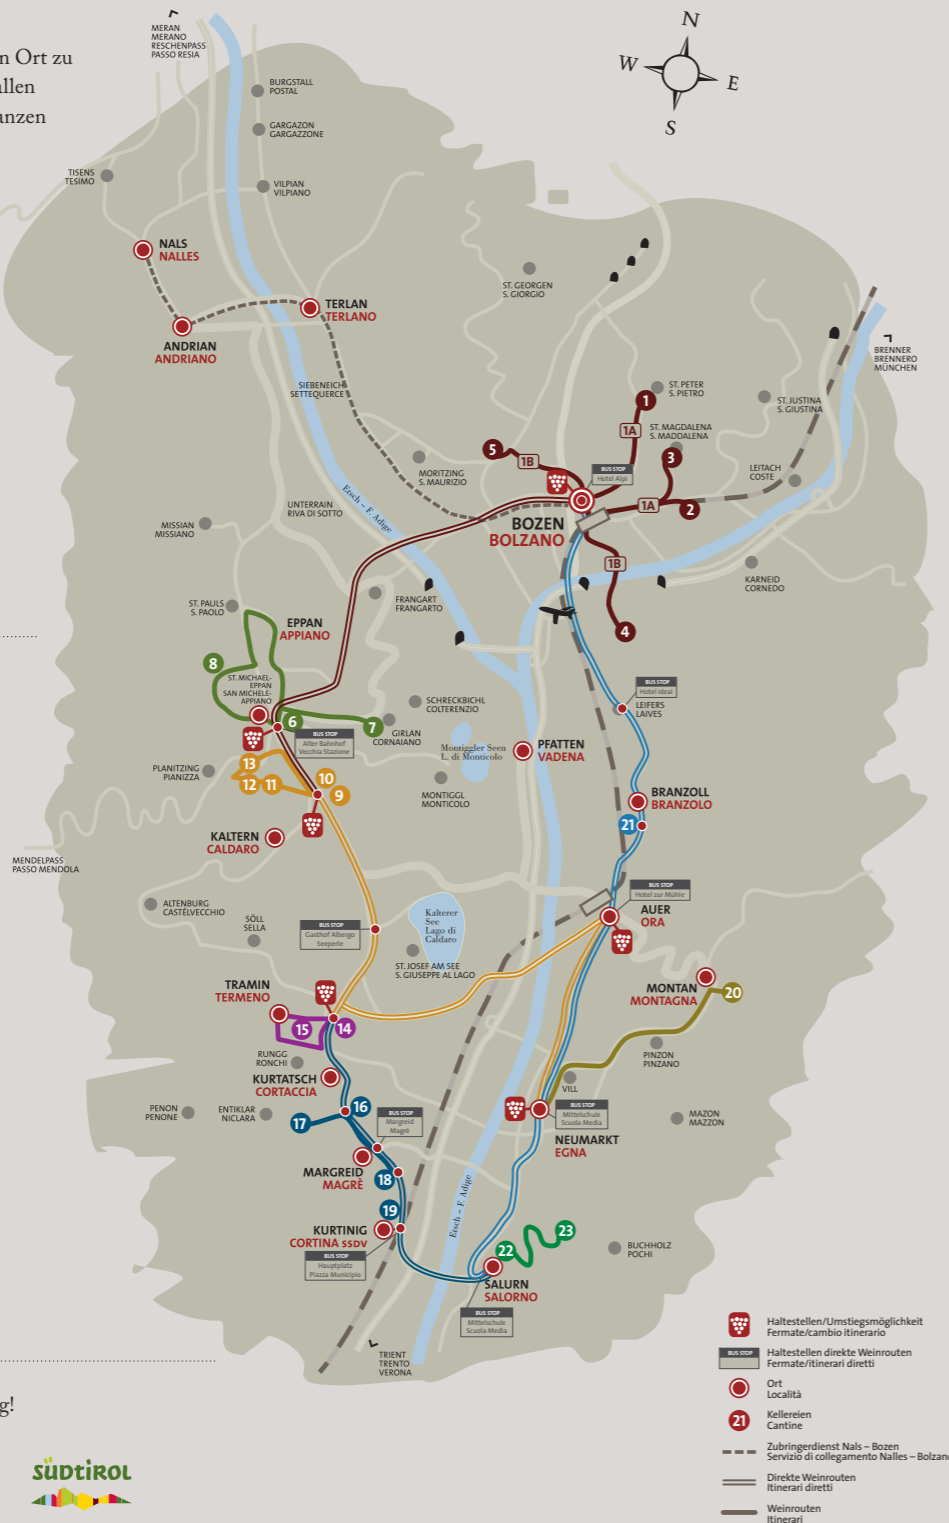 n Ort zu
allen
anzen
MERAN
MERANO
RESCHENPASS
PASSO RESIA
N
W
E
S
BURGSTALL
POSTAL
GARGAZON
GARGAZZONE
TISENS
TESIMO
VILPIAN
VILPIANO
NALS
NALLES
ST. GEORGEN
S. GIORGIO
TERLAN
TERLANO
ANDRIAN
ANDRIANO
BRENNER
BRENNERO
MÜNCHEN
SIEBENEICH
SETTEQUERCE
ST. PETER
S. PIETRO
1
ST. JUSTINA
S. GIUSTINA
1A
ST. MAGDALENA
S. MADDALENA
5
1B
3
MORITZING
S. MAURIZIO
BUS STOP
Hotel Alpi
LEITACH
COSTE
Etsch – F. Adige
UNTERRAIN
RIVA DI SOTTO
1A
2
BOZEN
BOLZANO
MISSIAN
MISSIANO
1B
KARNEID
CORNEDO
FRANGART
FRANGARTO
ST. PAULS
S. PAOLO
EPPAN
APPIANO
4
8
ST. MICHAEL-
EPPAN
SAN MICHELE-
APPIANO
BUS STOP
Hotel Ideal
LEIFERS
LAIVES
SCHRECKBICHL
COLTERENZIO
6
7
GIRLAN
CORNAIANO
BUS STOP
Alter Bahnhof
Vecchia Stazione
Montiggler Seen
L. di Monticolo
PFATTEN
VADENA
13
PLANITZING
PIANIZZA
12
11
10
9
MONTIGGL
MONTICOLO
BRANZOLL
BRANZOLO
21
KALTERN
CALDARO
MENDELPASS
PASSO MENDOLA
BUS STOP
Hotel zur Mühle
ALTENBURG
CASTELVECCHIO
AUER
ORA
SÖLL
SELLA
BUS STOP
Gasthof Albergo
Seeperle
Kalterer
See
Lago di
Caldaro
ST. JOSEF AM SEE
S. GIUSEPPE AL LAGO
TRAMIN
TERMENO
MONTAN
MONTAGNA
20
15
14
RUNGG
RONCHI
PINZON
PINZANO
KURTATSCH
CORTACCIA
VILL
PENON
PENONE
ENTIKLAR
NICLARA
16
17
BUS STOP
Margreid
Magrè
BUS STOP
Mittelschule
Scuola Media
MAZON
MAZZON
NEUMARKT
EGNA
MARGREID
MAGRÈ
18
Etsch – F. Adige
19
KURTINIG
CORTINA SSDV
22
23
BUCHHOLZ
POCHI
BUS STOP
Hauptplatz
Piazza Municipio
SALURN
SALORNO
BUS STOP
Mittelschule
Scuola Media
TRIENT
TRENTO
VERONA
g!
SÜDTIROL
Haltestellen/Umstiegsmöglichkeit
Fermate/cambio itinerario
BUS STOP
Haltestellen direkte Weinrouten
Fermate/itinerari diretti
Ort
Località
21
Kellereien
Cantine
Zubringerdienst Nals – Bozen
Servizio di collegamento Nalles – Bolzano
Direkte Weinrouten
Itinerari diretti
Weinrouten
Itinerari